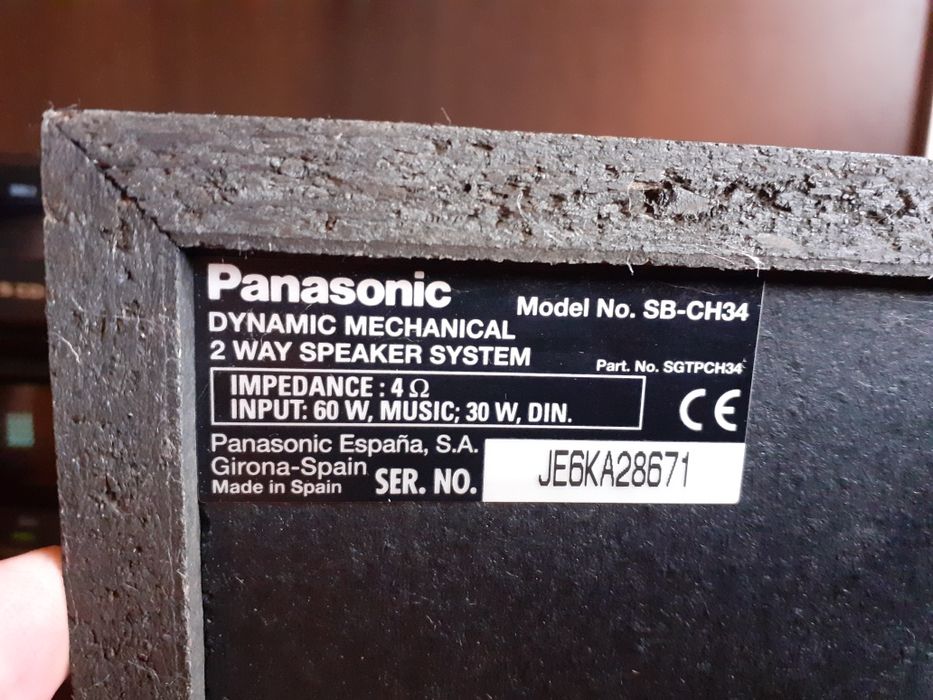 Panasonic
Model No. SB-CH34
DYNAMIC MECHANICAL
2 WAY SPEAKER SYSTEM
Part. No. SGTPCH34
IMPEDANCE : 4 Ω
INPUT: 60 W, MUSIC; 30 W, DIN.
CE
Panasonic España, S.A.
Girona-Spain
Made in Spain
SER. NO.
JE6KA28671